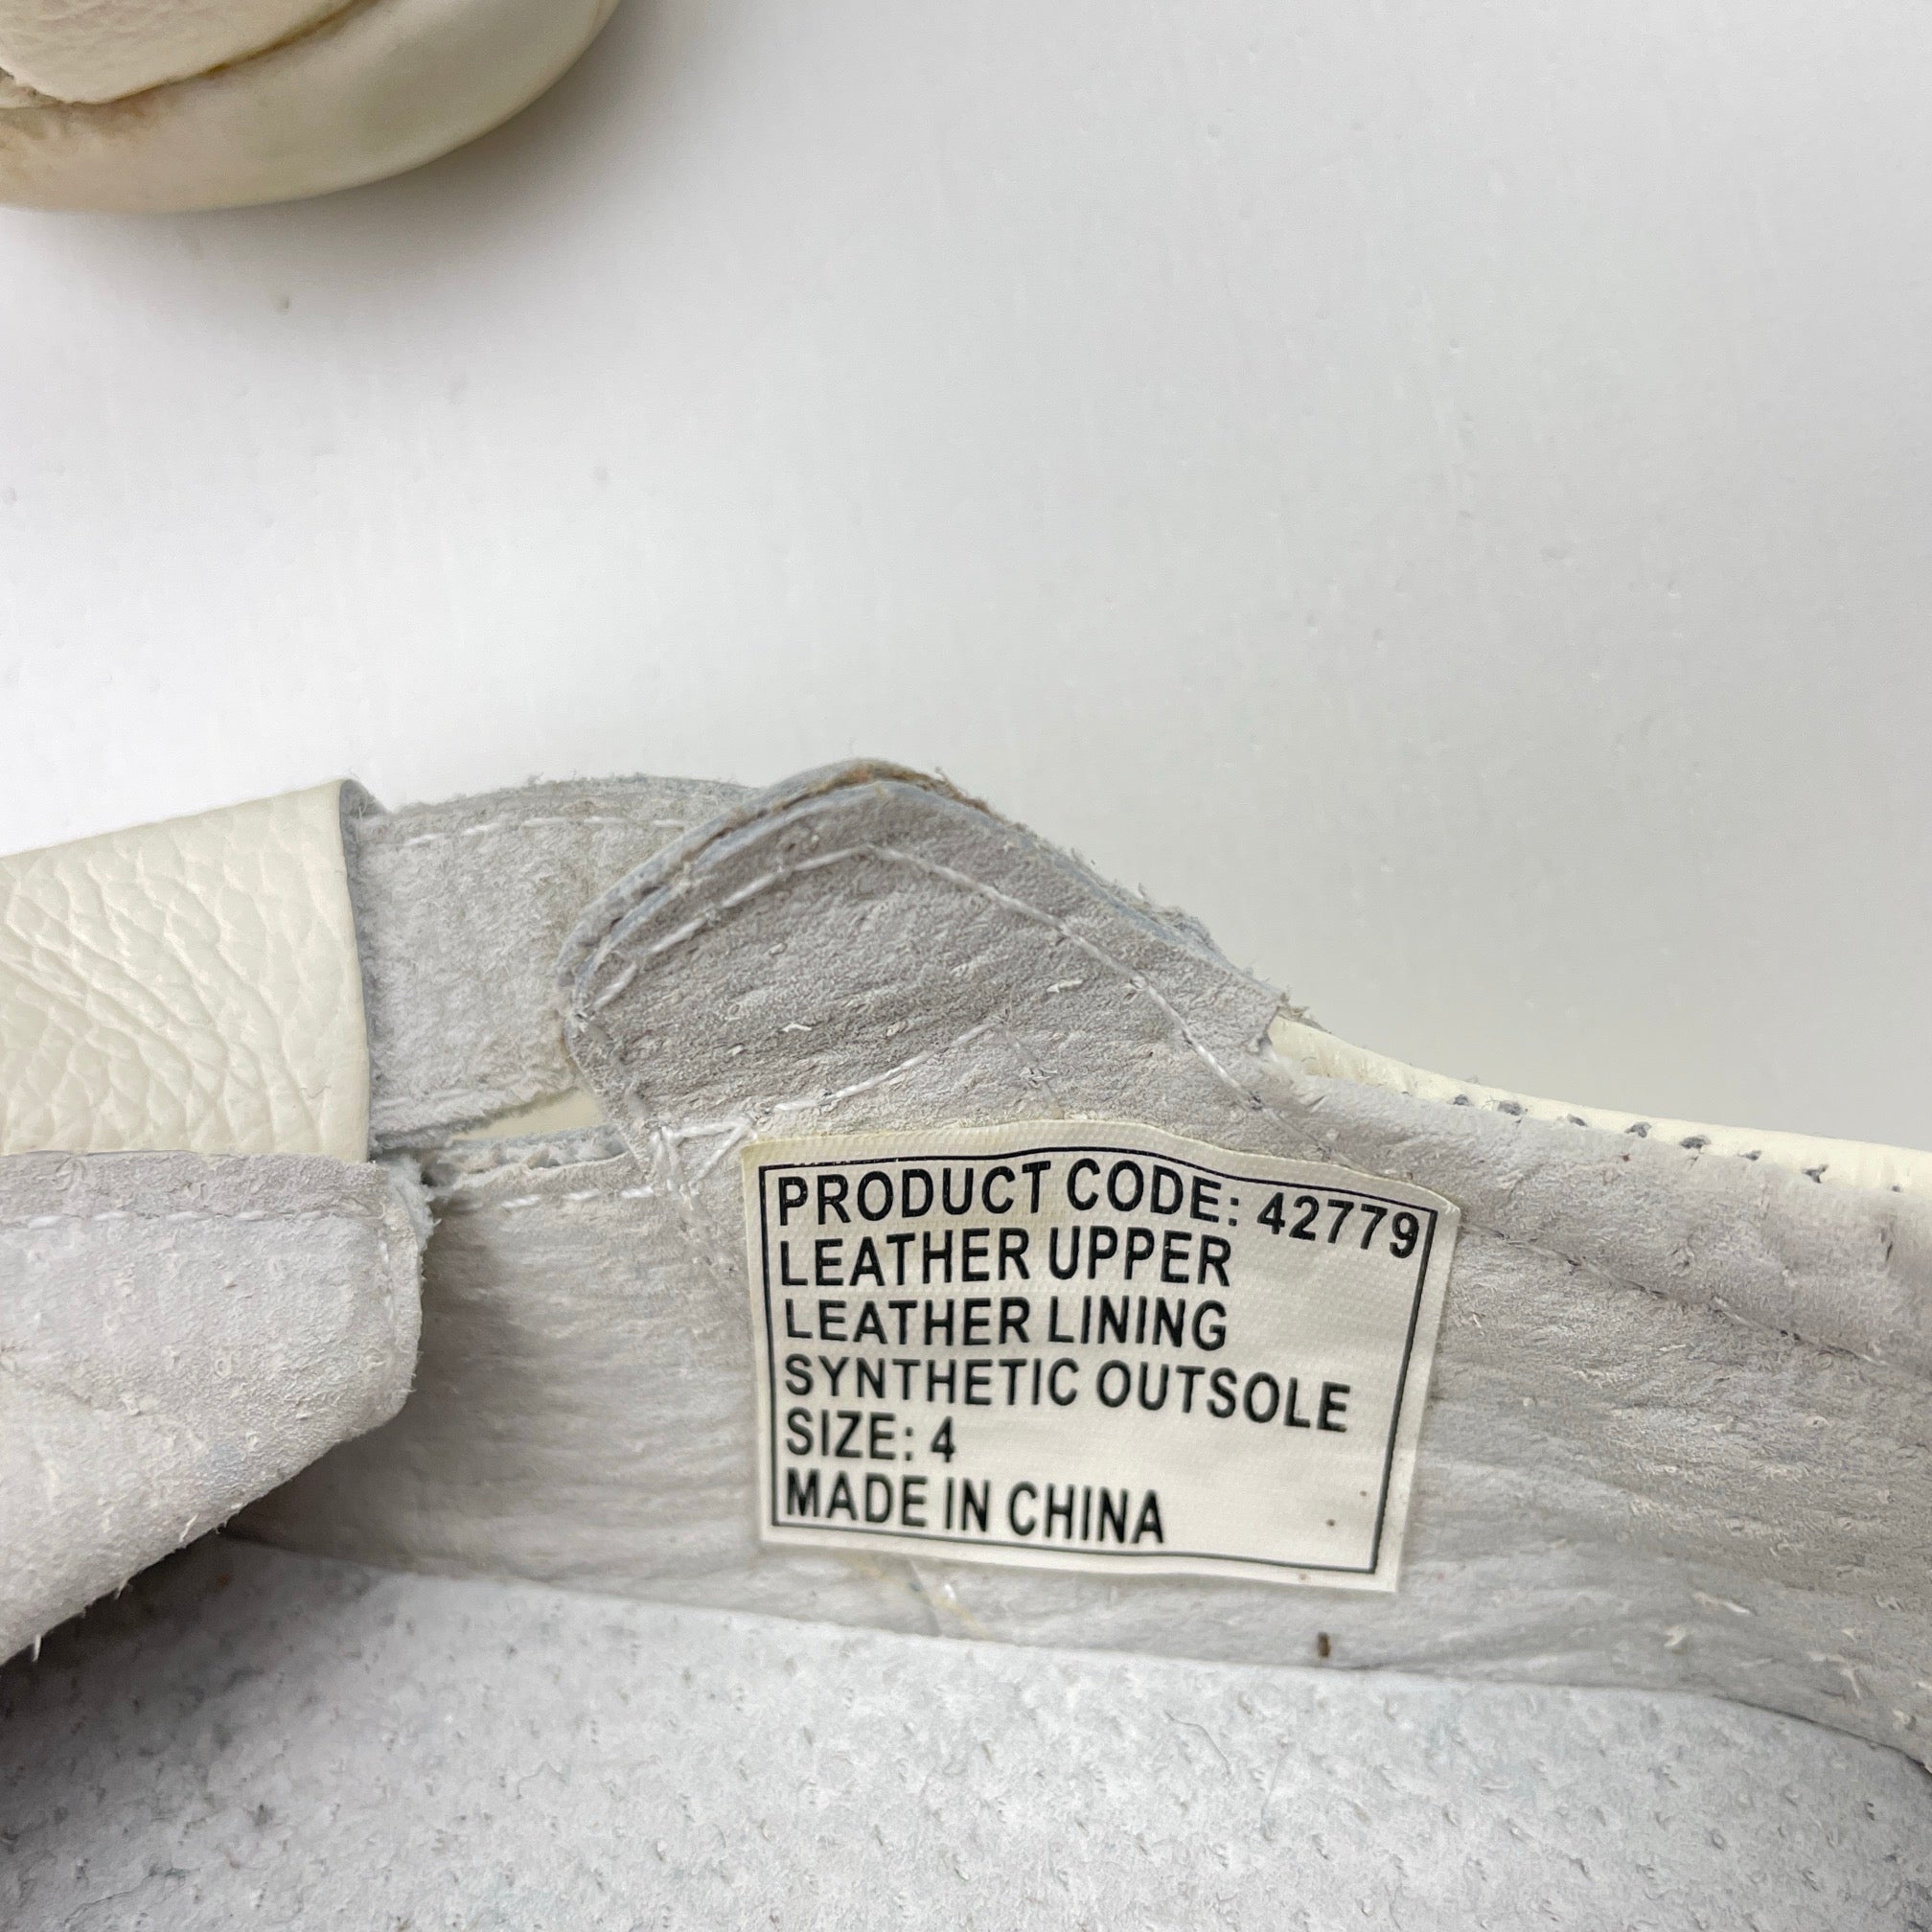 PRODUCT CODE: 42779
LEATHER UPPER
LEATHER LINING
SYNTHETIC OUTSOLE
SIZE: 4
MADE IN CHINA